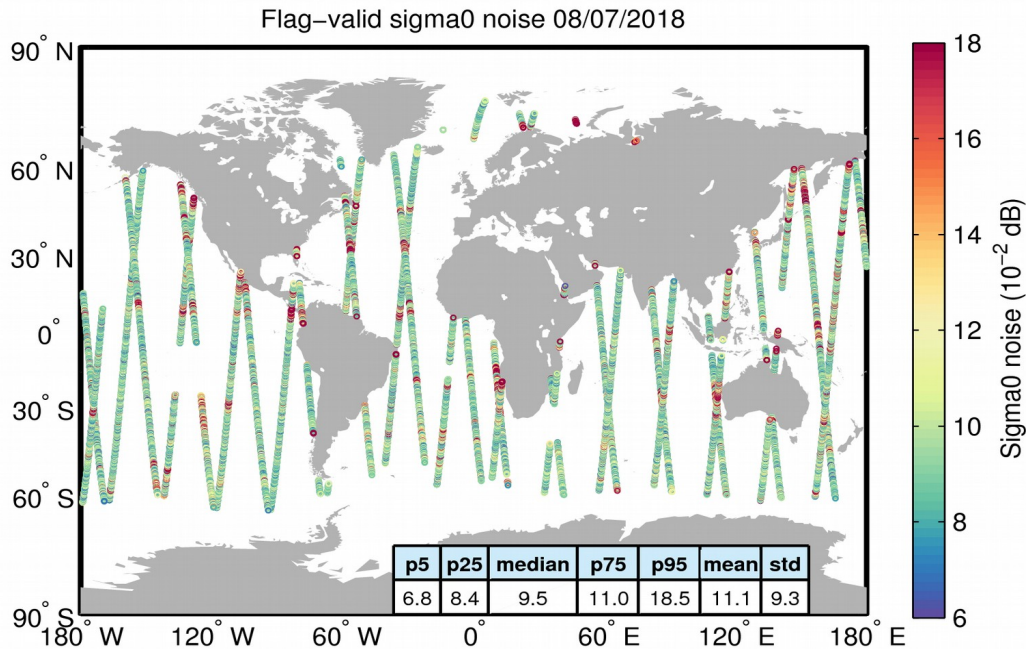 Flag−valid sigma0 noise 08/07/2018
90° N
60° N
30° N
0°
30° S
60° S
90° S
180° W
120° W
60° W
0°
60° E
120° E
180° E
p5 p25 median p75 p95 mean std
6.8 8.4 9.5 11.0 18.5 11.1 9.3
18
16
14
12
10
8
6
Sigma0 noise (10⁻² dB)